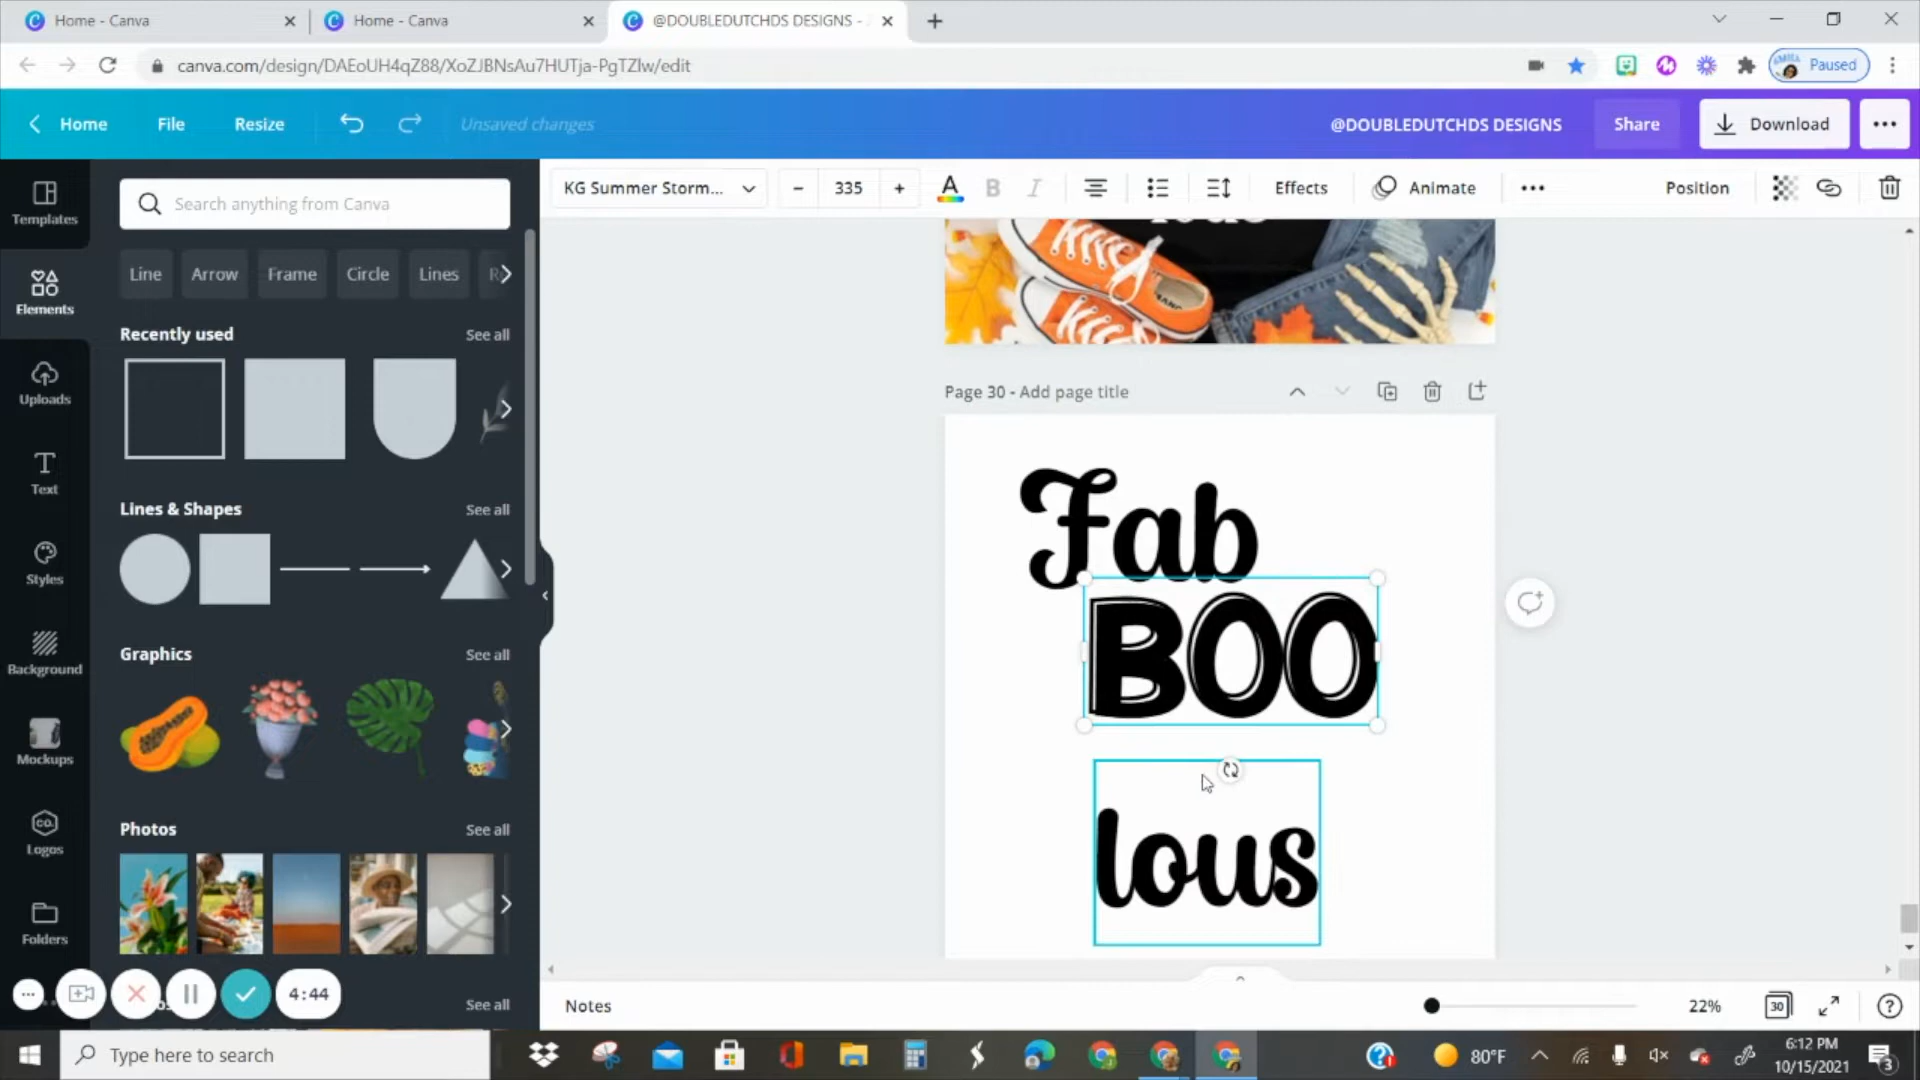 Home - Canva
Home - Canva
@DOUBLEDUTCHDS DESIGNS -
canva.com/design/DAEoUH4qZ88/XoZJBNsAu7HUTja-PgTZlw/edit
Paused
Home
File
Resize
Unsaved changes
@DOUBLEDUTCHDS DESIGNS
Share
Download
Templates
Elements
Uploads
Text
Styles
Background
Mockups
Logos
Folders
Search anything from Canva
Line
Arrow
Frame
Circle
Lines
Recently used
See all
Lines & Shapes
See all
Graphics
See all
Photos
See all
See all
4:44
KG Summer Storm...
335
B
I
Effects
Animate
Position
Page 30 - Add page title
Fab
BOO
lous
Notes
22%
30
Type here to search
80°F
6:12 PM
10/15/2021
3